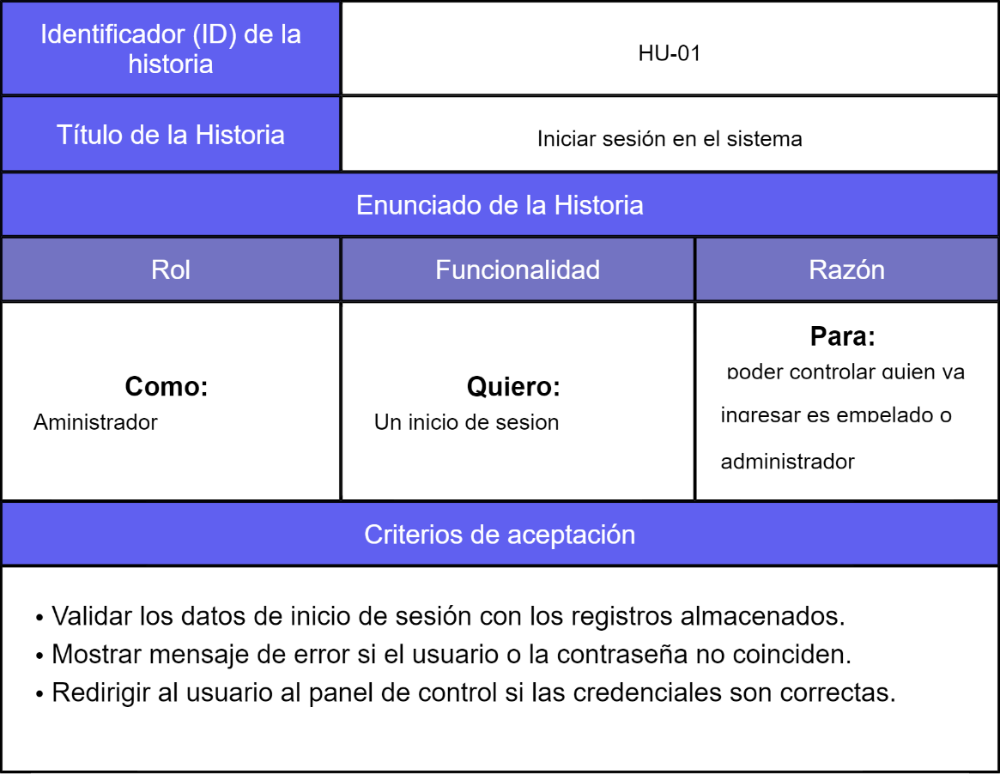 Identificador (ID) de la
historia
HU-01
Título de la Historia
Iniciar sesión en el sistema
Enunciado de la Historia
Rol
Funcionalidad
Razón
Como:
Aministrador
Quiero:
Un inicio de sesion
Para:
poder controlar quien va
ingresar es empelado o
administrador
Criterios de aceptación
• Validar los datos de inicio de sesión con los registros almacenados.
• Mostrar mensaje de error si el usuario o la contraseña no coinciden.
• Redirigir al usuario al panel de control si las credenciales son correctas.